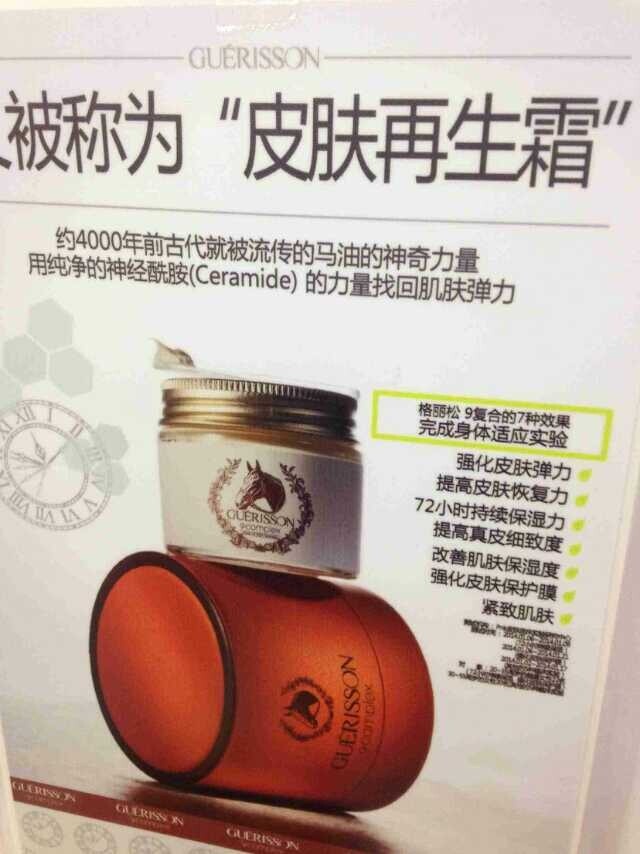 GUÉRISSON
被称为“皮肤再生霜”
约4000年前古代就被流传的马油的神奇力量
用纯净的神经酰胺(Ceramide) 的力量找回肌肤弹力
格丽松 9复合的7种效果
完成身体适应实验
强化皮肤弹力
提高皮肤恢复力
72小时持续保湿力
提高真皮细致度
改善肌肤保湿度
强化皮肤保护膜
紧致肌肤
GUERISSON
9complex
GUERISSON
9complex
GUÉRISSON
GUÉRISSON
GUÉRISSON